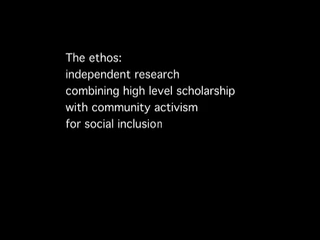 The ethos:
independent research
combining high level scholarship
with community activism
for social inclusion